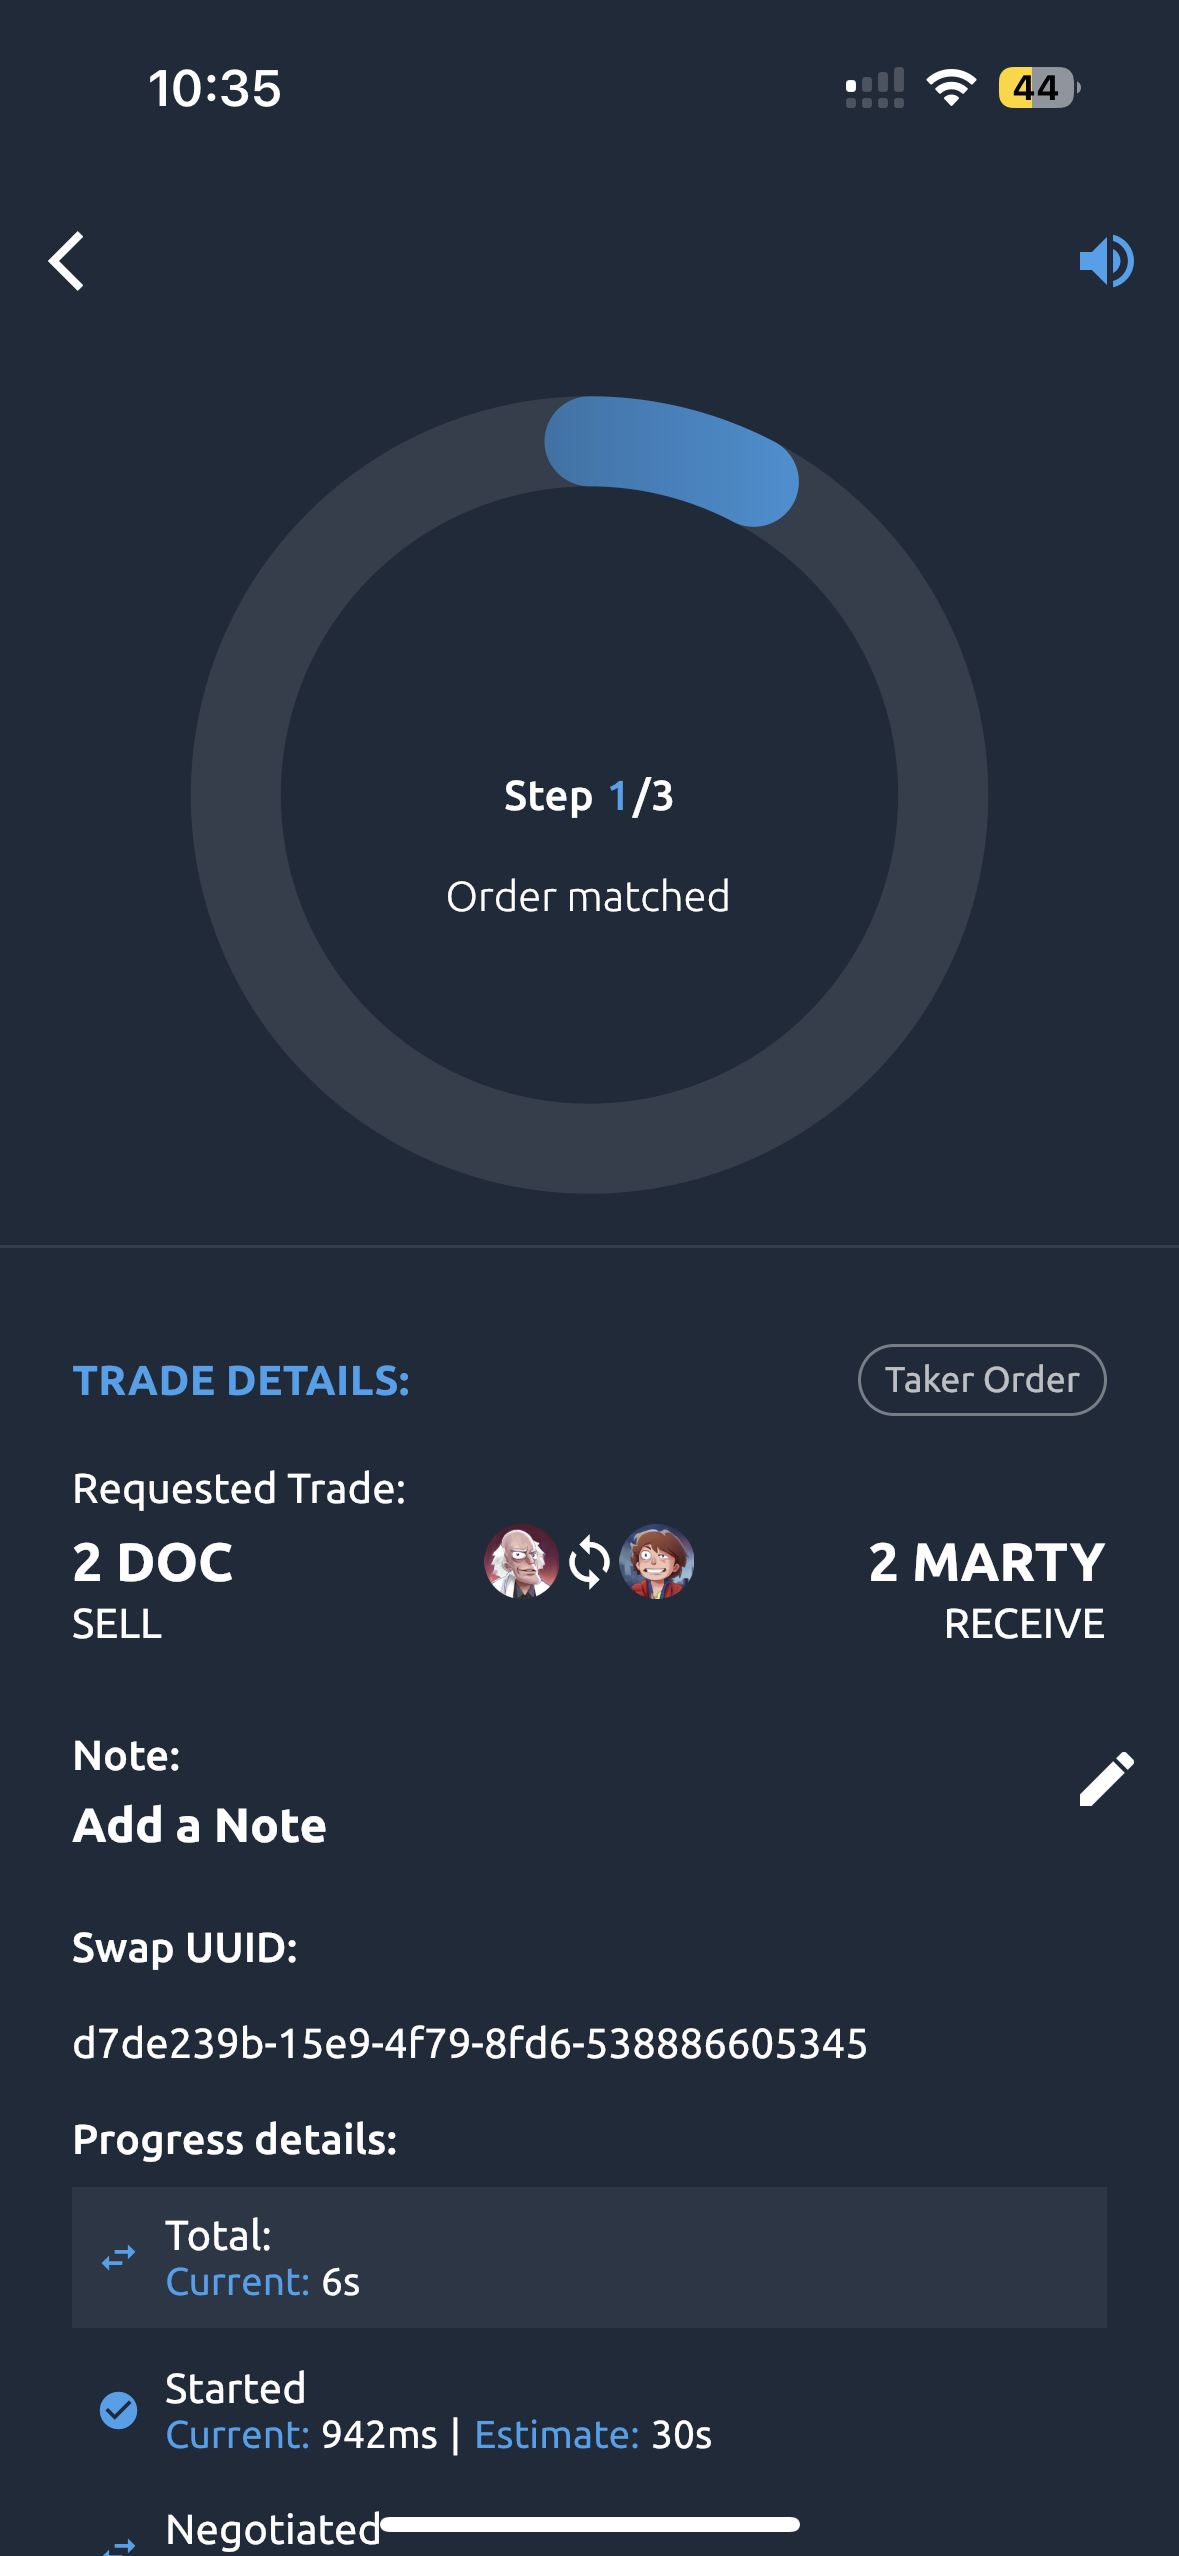 10:35
44
Step 1/3
Order matched
TRADE DETAILS:
Taker Order
Requested Trade:
2 DOC
2 MARTY
SELL
RECEIVE
Note:
Add a Note
Swap UUID:
d7de239b-15e9-4f79-8fd6-538886605345
Progress details:
Total:
Current: 6s
Started
Current: 942ms | Estimate: 30s
Negotiated